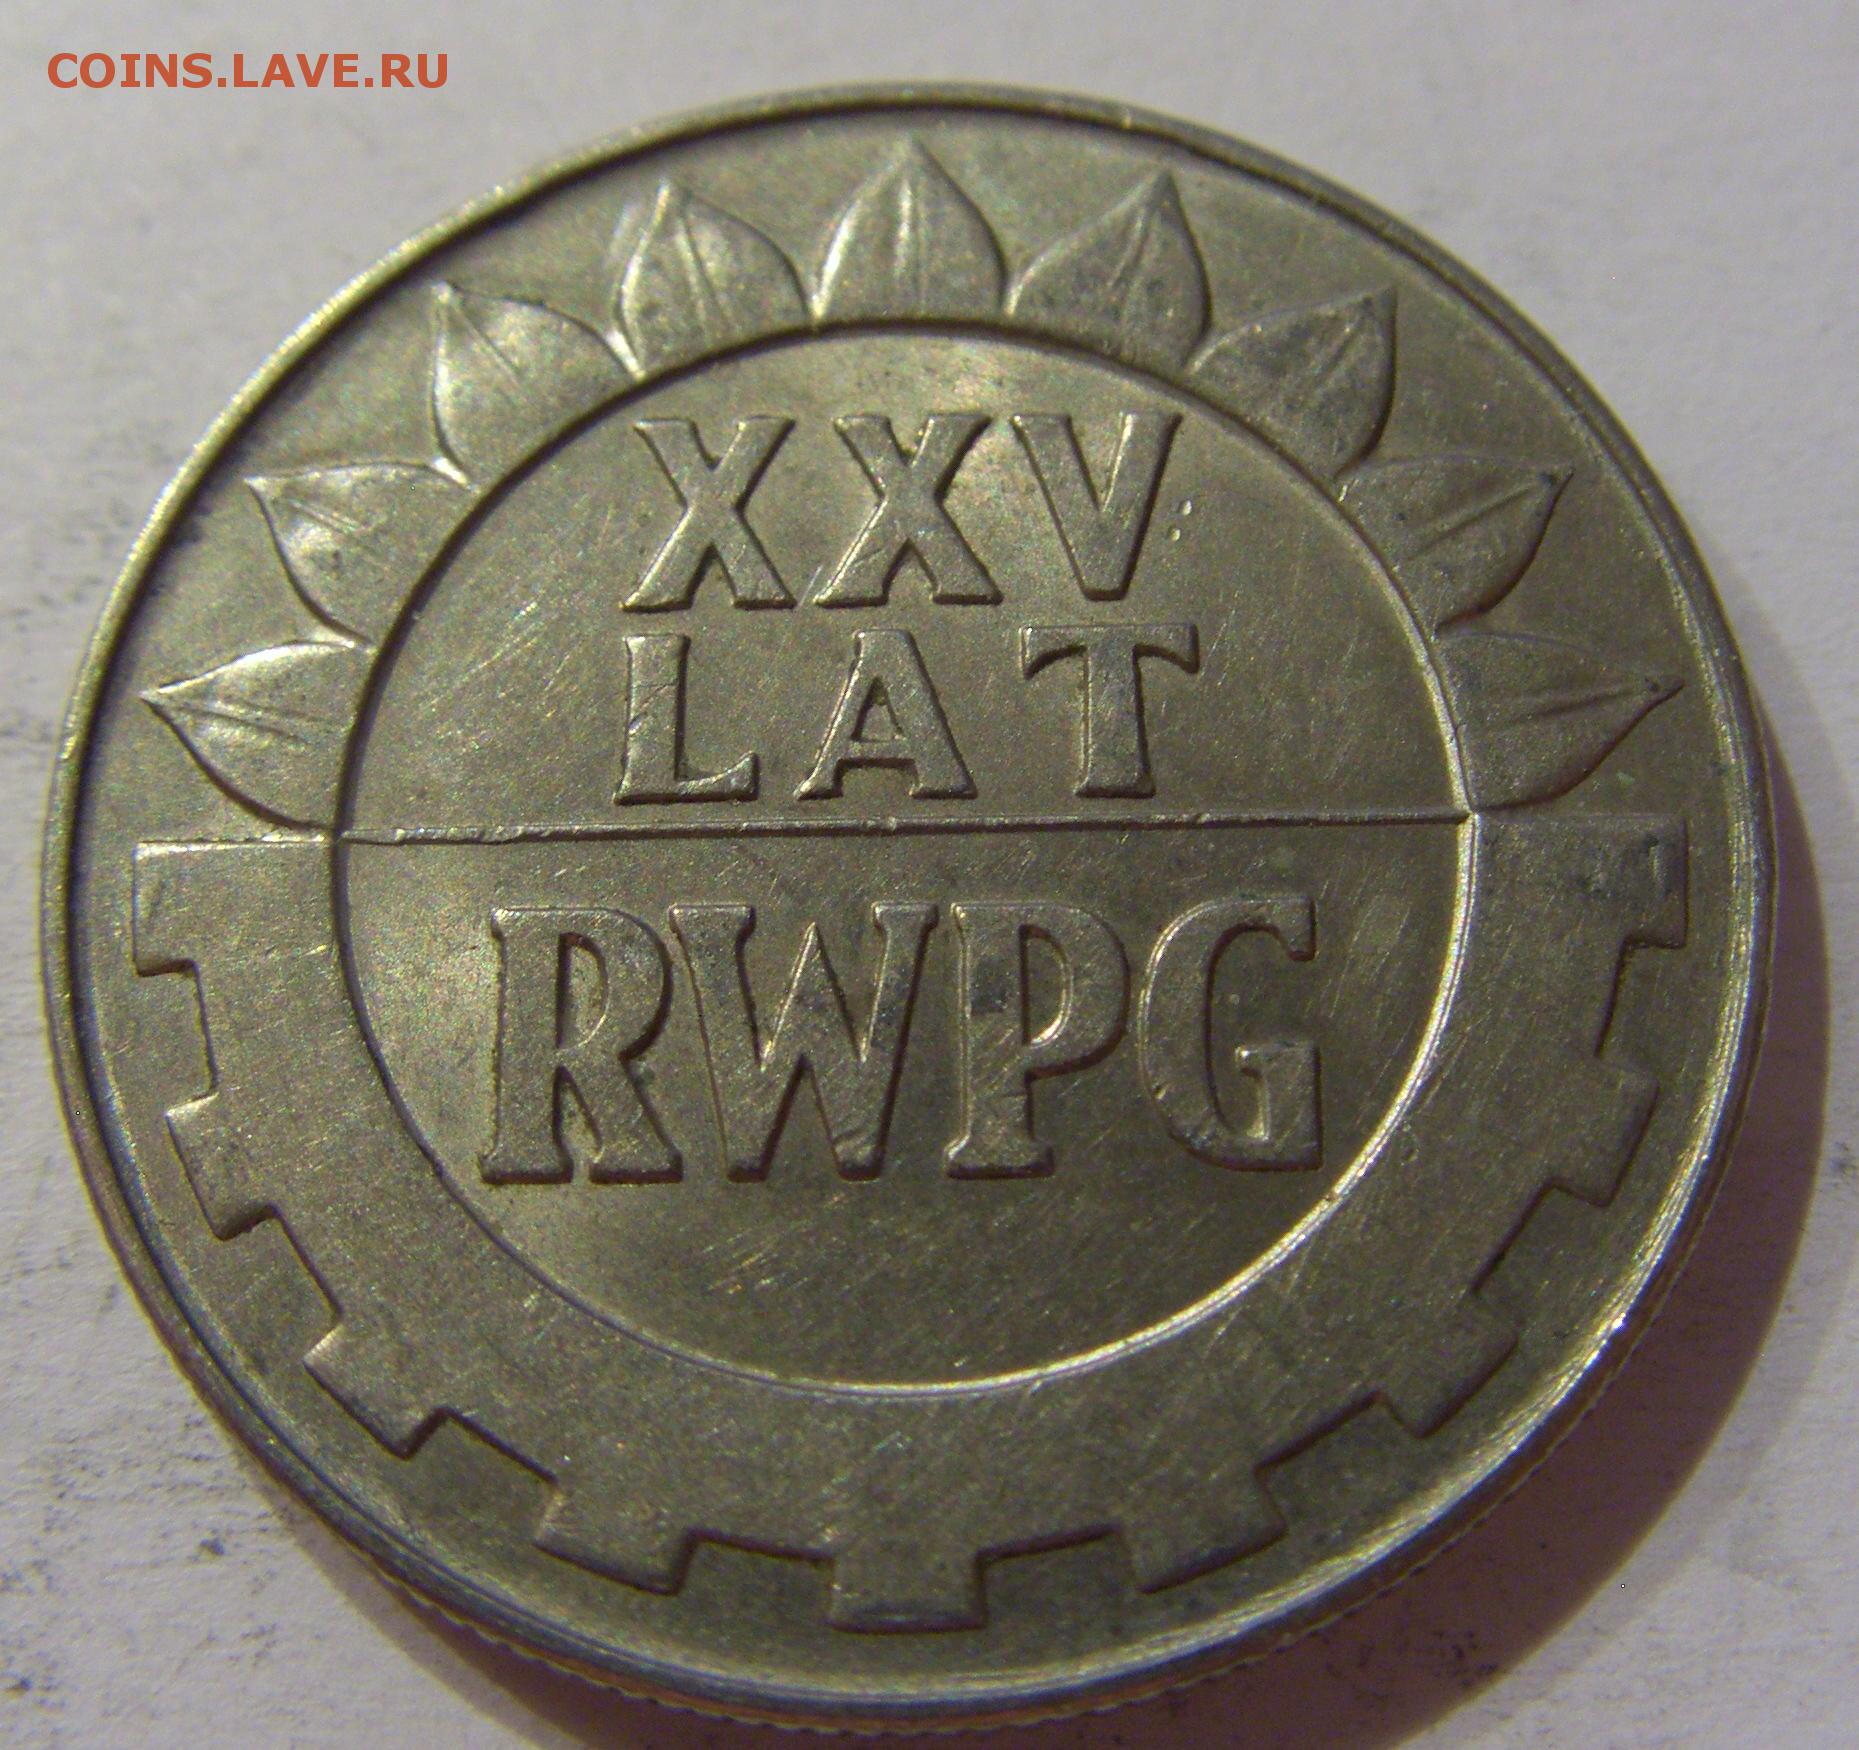 COINS.LAVE.RU
XXV
LAT
RWPG